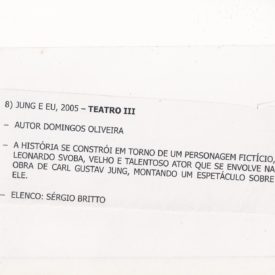 8) JUNG E EU, 2005 – TEATRO III
– AUTOR DOMINGOS OLIVEIRA
– A HISTÓRIA SE CONSTRÓI EM TORNO DE UM PERSONAGEM FICTÍCIO,
LEONARDO SVOBA, VELHO E TALENTOSO ATOR QUE SE ENVOLVE NA
OBRA DE CARL GUSTAV JUNG, MONTANDO UM ESPETÁCULO SOBRE
ELE.
– ELENCO: SÉRGIO BRITTO